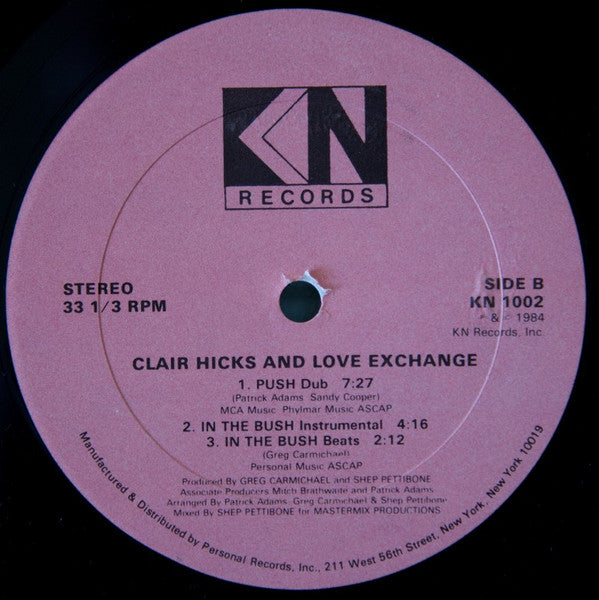 KN
RECORDS
STEREO
33 1/3 RPM
SIDE B
KN 1002
& 1984
KN Records, Inc.
CLAIR HICKS AND LOVE EXCHANGE
1. PUSH Dub 7:27
(Patrick Adams Sandy Cooper)
MCA Music Phylmar Music ASCAP
2. IN THE BUSH Instrumental 4:16
3. IN THE BUSH Beats 2:12
(Greg Carmichael)
Personal Music ASCAP
Produced By GREG CARMICHAEL and SHEP PETTIBONE
Associate Producers Mitch Brathwaite and Patrick Adams
Arranged By Patrick Adams Greg Carmichael & Shep Pettibone
Mixed By SHEP PETTIBONE for MASTERMIX PRODUCTIONS
Manufactured & Distributed by Personal Records, Inc., 211 West 56th Street, New York, New York 10019